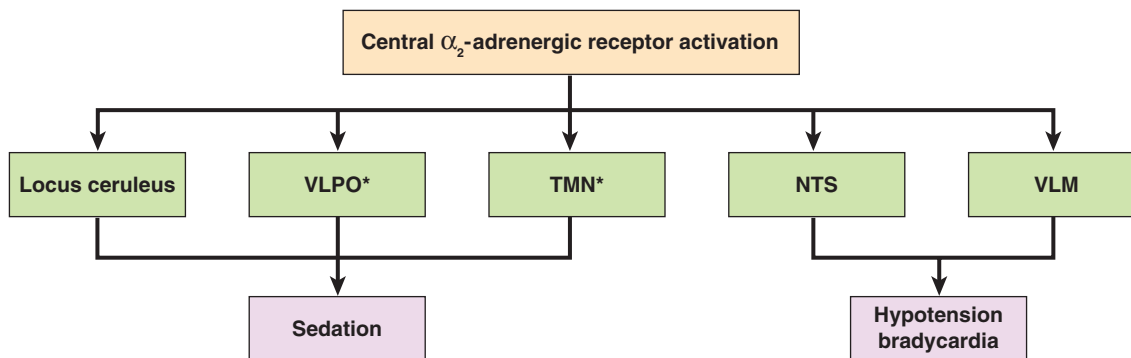 Central α₂-adrenergic receptor activation
Locus ceruleus
VLPO*
TMN*
NTS
VLM
Sedation
Hypotension
bradycardia